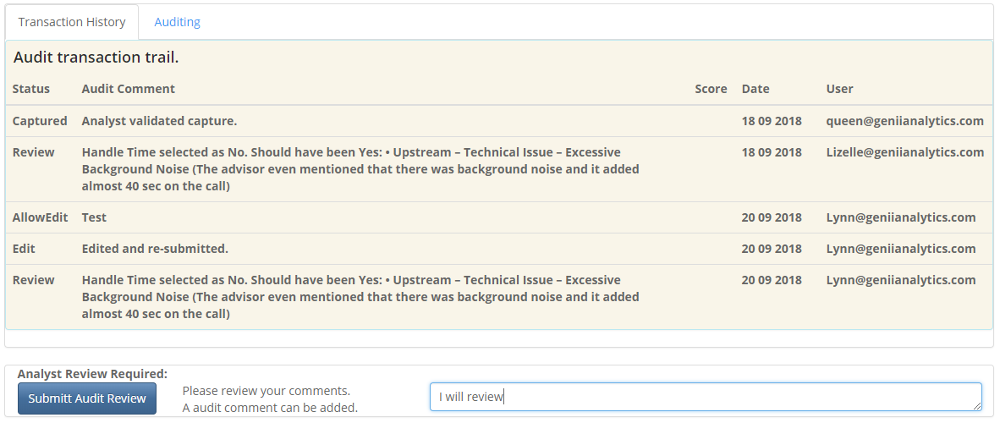 Transaction History Auditing
Audit transaction trail.
Status Audit Comment Score Date User
Captured Analyst validated capture. 18 09 2018 queen@geniianalytics.com
Review Handle Time selected as No. Should have been Yes: • Upstream – Technical Issue – Excessive 18 09 2018 Lizelle@geniianalytics.com
Background Noise (The advisor even mentioned that there was background noise and it added
almost 40 sec on the call)
AllowEdit Test 20 09 2018 Lynn@geniianalytics.com
Edit Edited and re-submitted. 20 09 2018 Lynn@geniianalytics.com
Review Handle Time selected as No. Should have been Yes: • Upstream – Technical Issue – Excessive 20 09 2018 Lynn@geniianalytics.com
Background Noise (The advisor even mentioned that there was background noise and it added
almost 40 sec on the call)
Analyst Review Required:
Submitt Audit Review Please review your comments. I will review
A audit comment can be added.